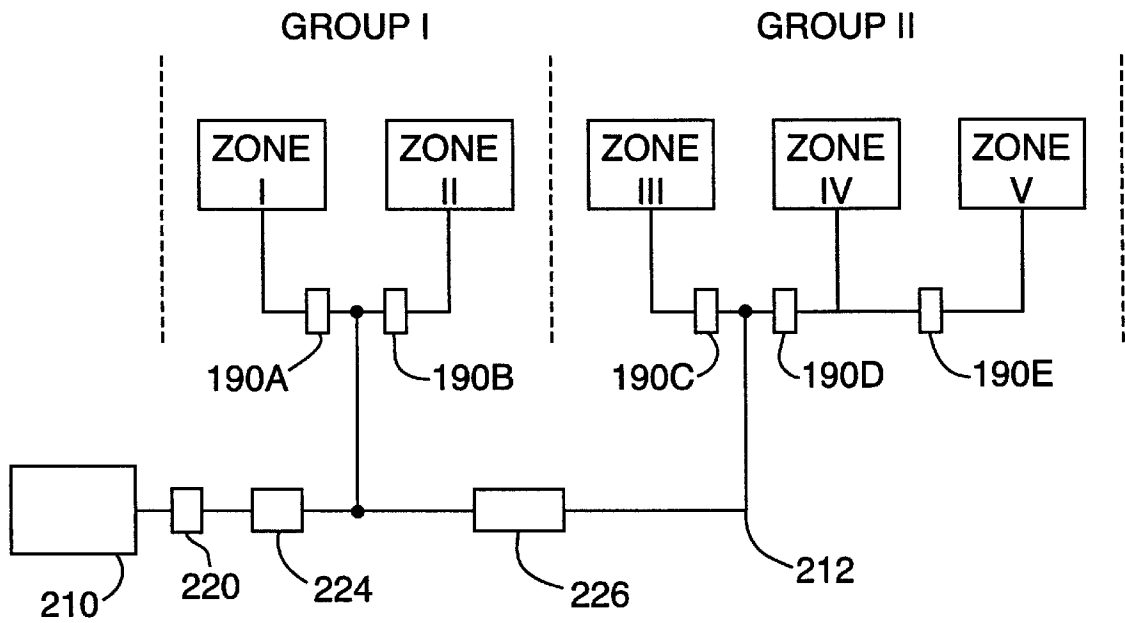 GROUP I
GROUP II
ZONE
I
ZONE
II
ZONE
III
ZONE
IV
ZONE
V
190A
190B
190C
190D
190E
210
220
224
226
212